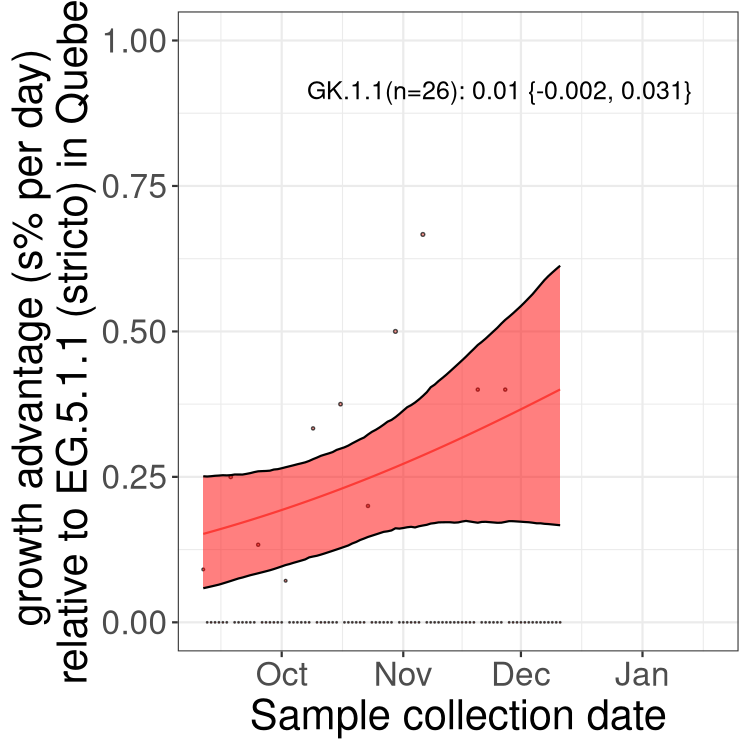 growth advantage (s% per day)
relative to EG.5.1.1 (stricto) in Quebe
1.00
0.75
0.50
0.25
0.00
GK.1.1(n=26): 0.01 {-0.002, 0.031}
Oct Nov Dec Jan
Sample collection date